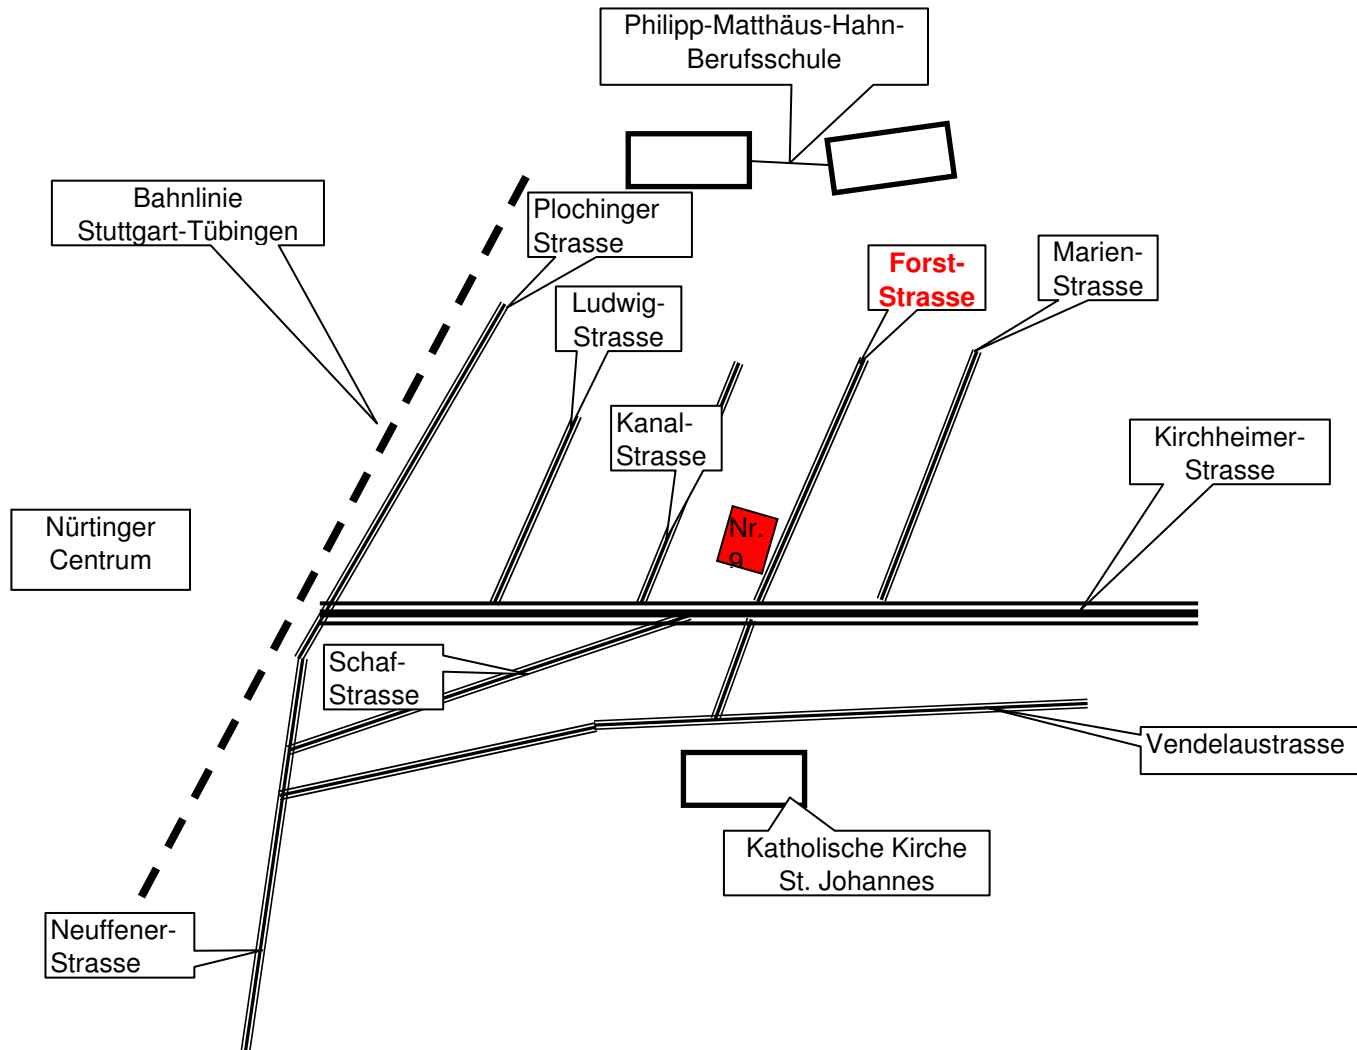 Philipp-Matthäus-Hahn-
Berufsschule
Bahnlinie
Stuttgart-Tübingen
Plochinger
Strasse
Forst-
Strasse
Marien-
Strasse
Ludwig-
Strasse
Kanal-
Strasse
Kirchheimer-
Strasse
Nürtinger
Centrum
Nr.
9
Schaf-
Strasse
Vendelaustrasse
Katholische Kirche
St. Johannes
Neuffener-
Strasse